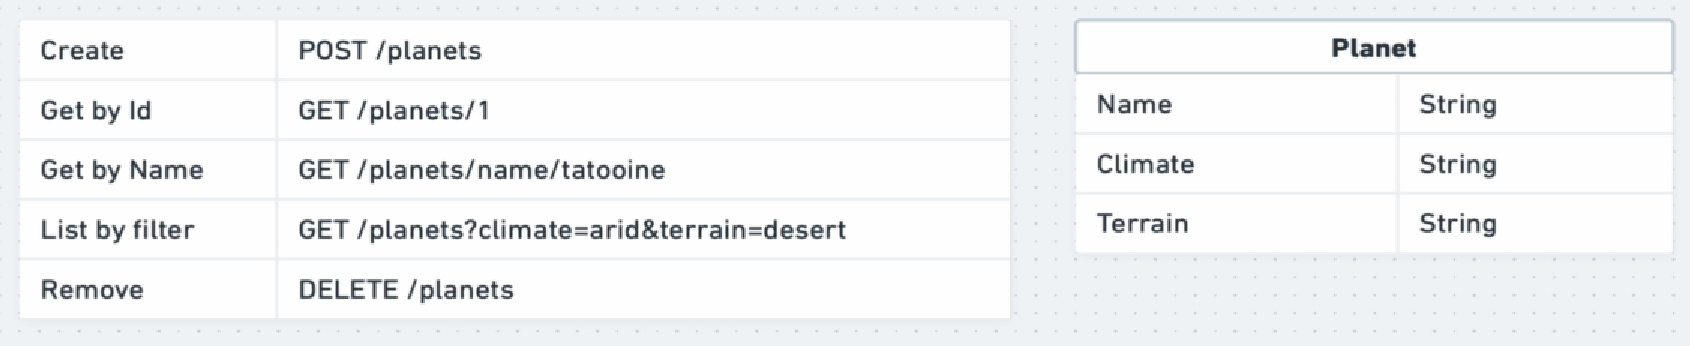 Create POST /planets
Get by Id GET /planets/1
Get by Name GET /planets/name/tatooine
List by filter GET /planets?climate=arid&terrain=desert
Remove DELETE /planets
Planet
Name String
Climate String
Terrain String